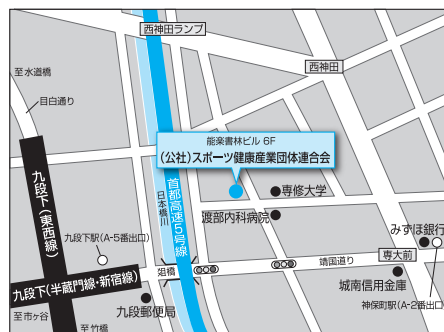 西神田ランプ
西神田
至水道橋
目白通り
能楽書林ビル 6F
(公社)スポーツ健康産業団体連合会
九段下(東西線)
日本橋川
首都高速5号線
専修大学
渡部内科病院
みずほ銀行
九段下駅(A-5番出口)
専大前
靖国通り
俎橋
九段下(半蔵門線・新宿線)
城南信用金庫
神保町駅(A-2番出口)
九段郵便局
至市ヶ谷
至竹橋